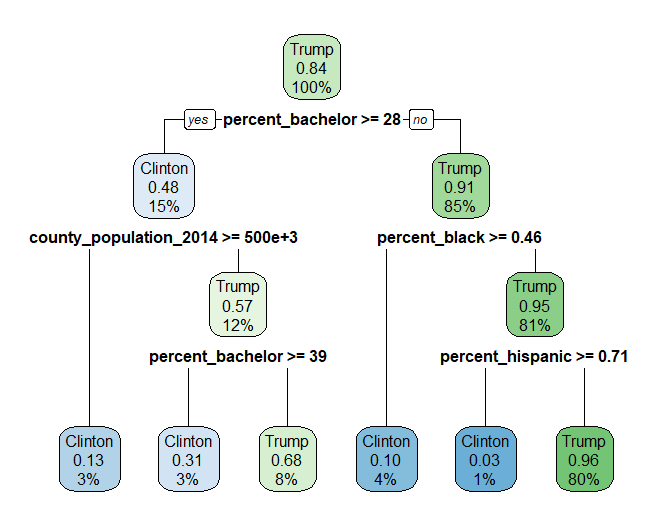 Trump
0.84
100%
yes percent_bachelor >= 28 no
Clinton
0.48
15%
Trump
0.91
85%
county_population_2014 >= 500e+3
percent_black >= 0.46
Trump
0.57
12%
Trump
0.95
81%
percent_bachelor >= 39
percent_hispanic >= 0.71
Clinton
0.13
3%
Clinton
0.31
3%
Trump
0.68
8%
Clinton
0.10
4%
Clinton
0.03
1%
Trump
0.96
80%